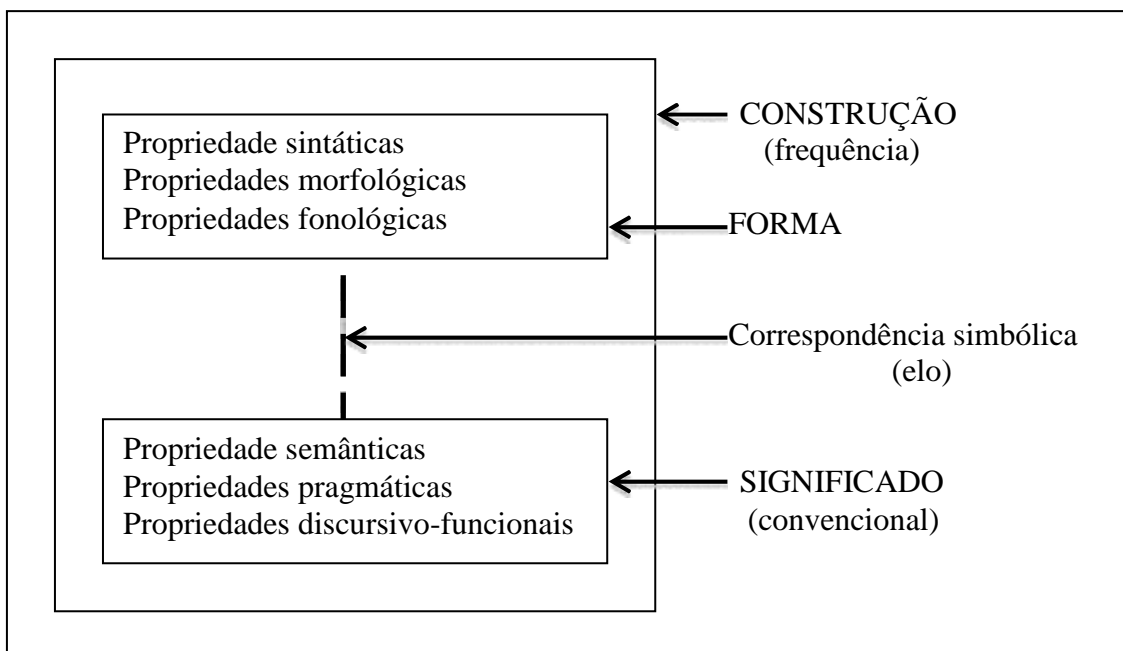 Propriedade sintáticas
Propriedades morfológicas
Propriedades fonológicas
CONSTRUÇÃO
(frequência)
FORMA
Correspondência simbólica
(elo)
Propriedade semânticas
Propriedades pragmáticas
Propriedades discursivo-funcionais
SIGNIFICADO
(convencional)